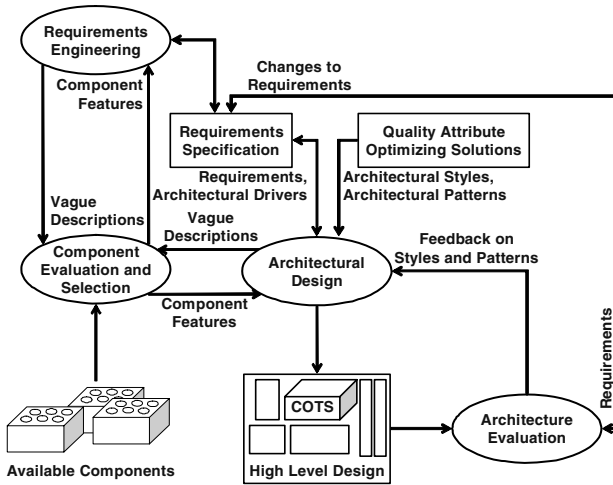 Requirements
Engineering
Changes to
Requirements
Component
Features
Requirements
Specification
Quality Attribute
Optimizing Solutions
Requirements,
Architectural Drivers
Architectural Styles,
Architectural Patterns
Vague
Descriptions
Vague
Descriptions
Component
Evaluation and
Selection
Architectural
Design
Feedback on
Styles and Patterns
Component
Features
Requirements
COTS
Architecture
Evaluation
Available Components
High Level Design